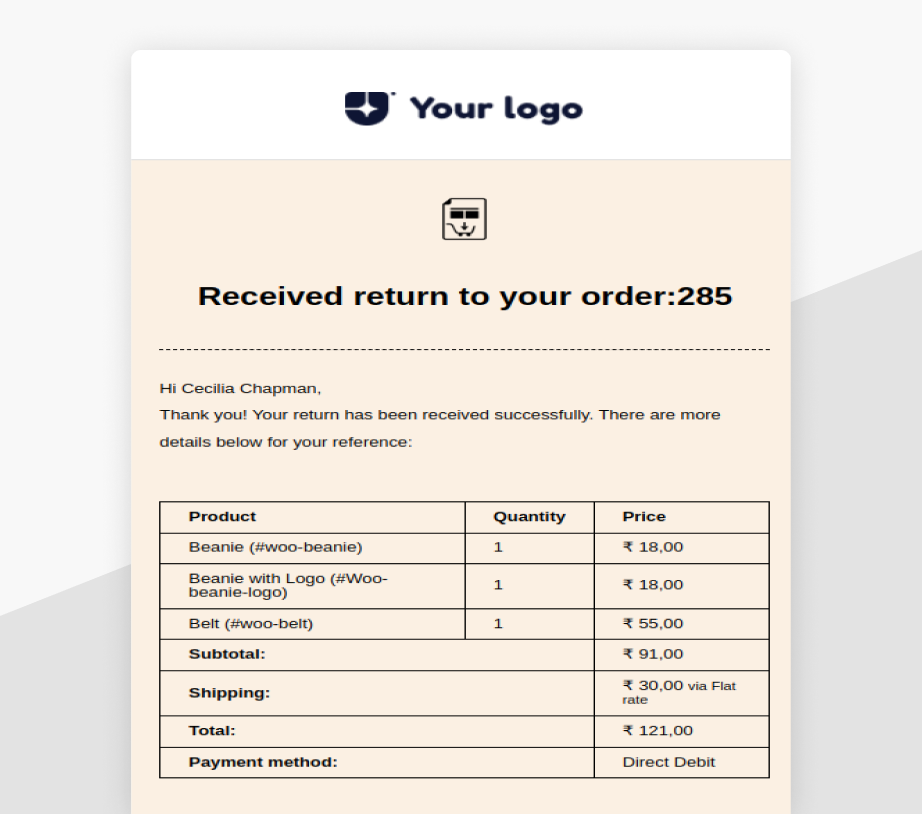 Your logo
Received return to your order:285
Hi Cecilia Chapman,
Thank you! Your return has been received successfully. There are more
details below for your reference:
Product Quantity Price
Beanie (#woo-beanie) 1 ₹ 18,00
Beanie with Logo (#Woo-
beanie-logo) 1 ₹ 18,00
Belt (#woo-belt) 1 ₹ 55,00
Subtotal: ₹ 91,00
Shipping: ₹ 30,00 via Flat
rate
Total: ₹ 121,00
Payment method: Direct Debit